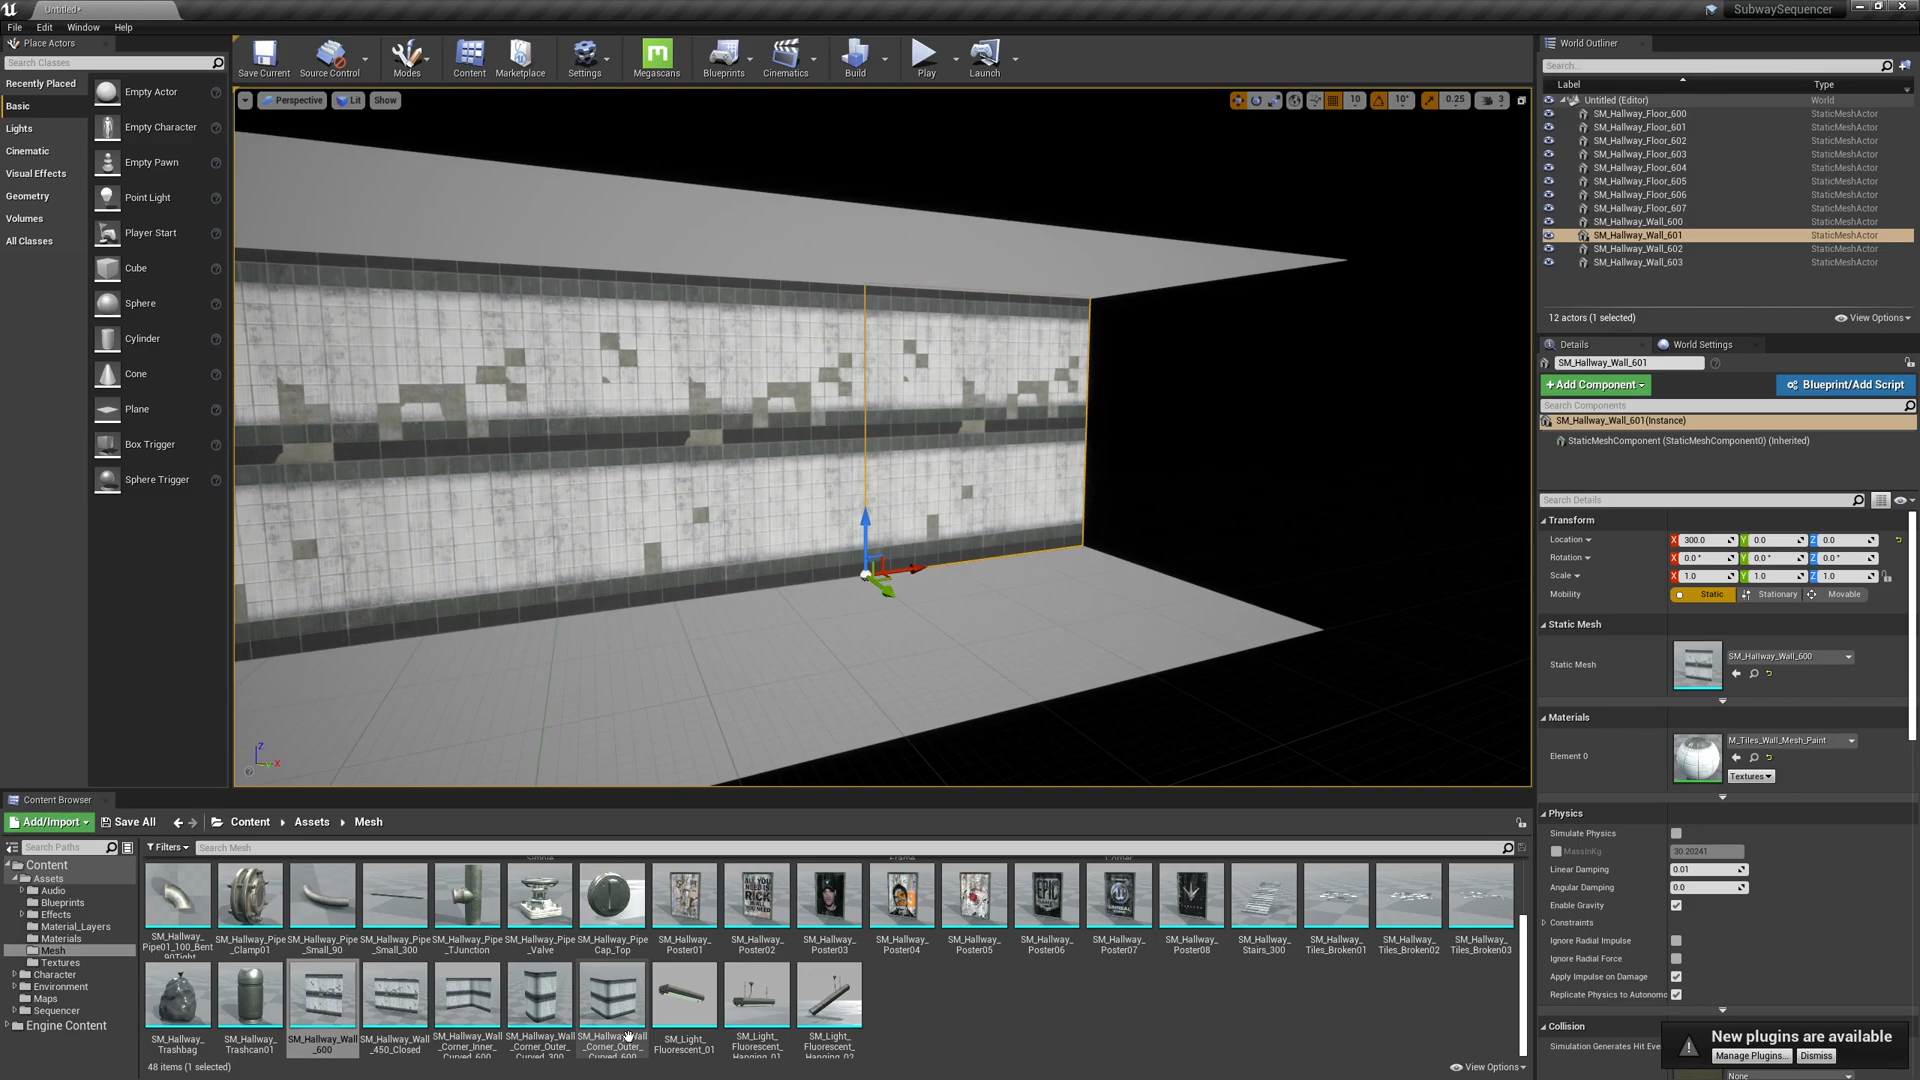 Untitled*
SubwaySequencer
File Edit Window Help
Place Actors
Search Classes
Recently Placed
Basic
Lights
Cinematic
Visual Effects
Geometry
Volumes
All Classes
Empty Actor
Empty Character
Empty Pawn
Point Light
Player Start
Cube
Sphere
Cylinder
Cone
Plane
Box Trigger
Sphere Trigger
Save Current Source Control Modes Content Marketplace Settings Megascans Blueprints Cinematics Build Play Launch
Perspective Lit Show
10 10° 0.25 3
World Outliner
Search...
Label Type
Untitled (Editor) World
SM_Hallway_Floor_600 StaticMeshActor
SM_Hallway_Floor_601 StaticMeshActor
SM_Hallway_Floor_602 StaticMeshActor
SM_Hallway_Floor_603 StaticMeshActor
SM_Hallway_Floor_604 StaticMeshActor
SM_Hallway_Floor_605 StaticMeshActor
SM_Hallway_Floor_606 StaticMeshActor
SM_Hallway_Floor_607 StaticMeshActor
SM_Hallway_Wall_600 StaticMeshActor
SM_Hallway_Wall_601 StaticMeshActor
SM_Hallway_Wall_602 StaticMeshActor
SM_Hallway_Wall_603 StaticMeshActor
12 actors (1 selected) View Options
Details World Settings
SM_Hallway_Wall_601
+Add Component Blueprint/Add Script
Search Components
SM_Hallway_Wall_601(Instance)
StaticMeshComponent (StaticMeshComponent0) (Inherited)
Search Details
Transform
Location X 300.0 Y 0.0 Z 0.0
Rotation X 0.0° Y 0.0° Z 0.0°
Scale X 1.0 Y 1.0 Z 1.0
Mobility Static Stationary Movable
Static Mesh
Static Mesh SM_Hallway_Wall_600
Materials
Element 0 M_Tiles_Wall_Mesh_Paint
Textures
Physics
Simulate Physics
MassInKg 30.20241
Linear Damping 0.01
Angular Damping 0.0
Enable Gravity
Constraints
Ignore Radial Impulse
Ignore Radial Force
Apply Impulse on Damage
Replicate Physics to Autonomo
Collision
Simulation Generates Hit Eve
None
New plugins are available
Manage Plugins... Dismiss
Z
X
Content Browser
Add/Import Save All Content Assets Mesh
Search Paths
Filters Search Mesh
Content
Assets
Audio
Blueprints
Effects
Material_Layers
Materials
Mesh
Textures
Character
Environment
Maps
Sequencer
Engine Content
SM_Hallway_Pipe01_100_Bent_90Tight
SM_Hallway_Pipe_Clamp01
SM_Hallway_Pipe_Small_90
SM_Hallway_Pipe_Small_300
SM_Hallway_Pipe_TJunction
SM_Hallway_Pipe_Valve
SM_Hallway_PipeCap_Top
SM_Hallway_Poster01
SM_Hallway_Poster02
SM_Hallway_Poster03
SM_Hallway_Poster04
SM_Hallway_Poster05
SM_Hallway_Poster06
SM_Hallway_Poster07
SM_Hallway_Poster08
SM_Hallway_Stairs_300
SM_Hallway_Tiles_Broken01
SM_Hallway_Tiles_Broken02
SM_Hallway_Tiles_Broken03
SM_Hallway_Trashbag
SM_Hallway_Trashcan01
SM_Hallway_Wall_600
SM_Hallway_Wall_450_Closed
SM_Hallway_Wall_Corner_Inner_Curved_600
SM_Hallway_Wall_Corner_Outer_Curved_300
SM_Hallway_Wall_Corner_Outer_Curved_600
SM_Light_Fluorescent_01
SM_Light_Fluorescent_Hanging_01
SM_Light_Fluorescent_Hanging_02
48 items (1 selected) View Options